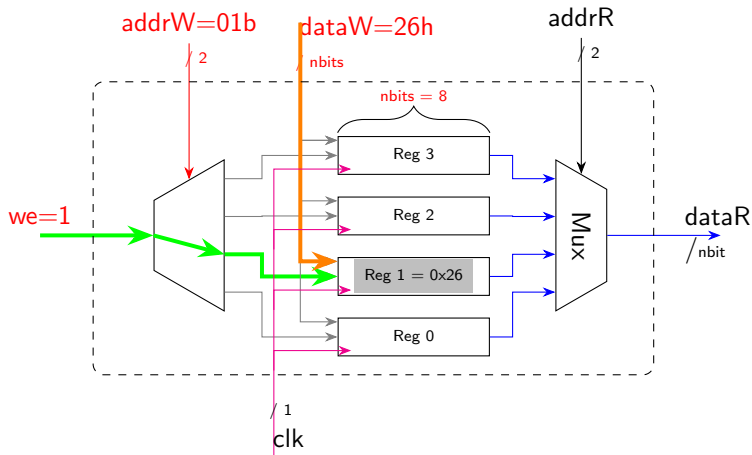 addrW=01b
dataW=26h
addrR
/ 2
/ nbits
/ 2
nbits = 8
Reg 3
Reg 2
we=1
Mux
dataR
/ nbit
Reg 1 = 0x26
Reg 0
/ 1
clk